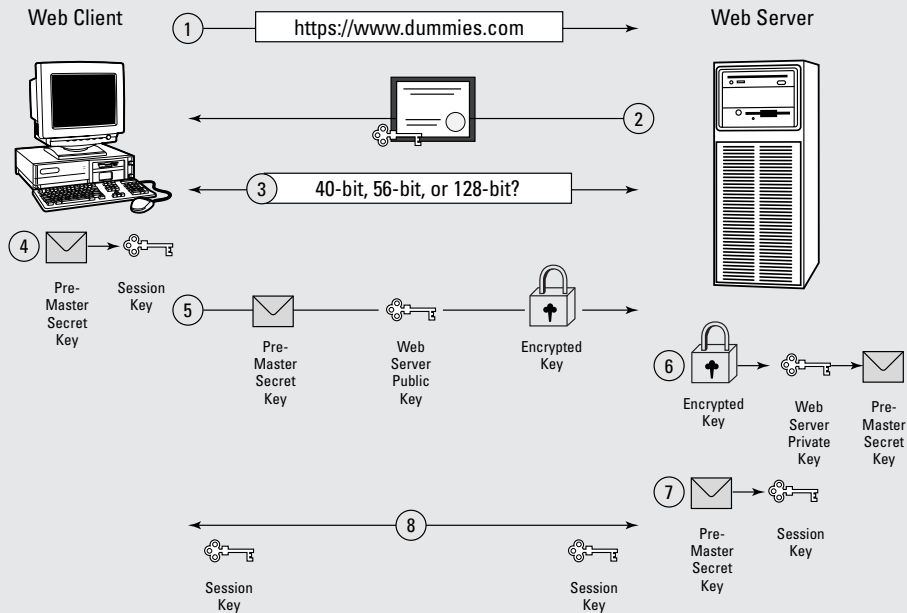 Web Client
Web Server
1
https://www.dummies.com
2
3
40-bit, 56-bit, or 128-bit?
4
Pre-
Master
Secret
Key
Session
Key
5
Pre-
Master
Secret
Key
Web
Server
Public
Key
Encrypted
Key
6
Encrypted
Key
Web
Server
Private
Key
Pre-
Master
Secret
Key
7
Pre-
Master
Secret
Key
Session
Key
8
Session
Key
Session
Key